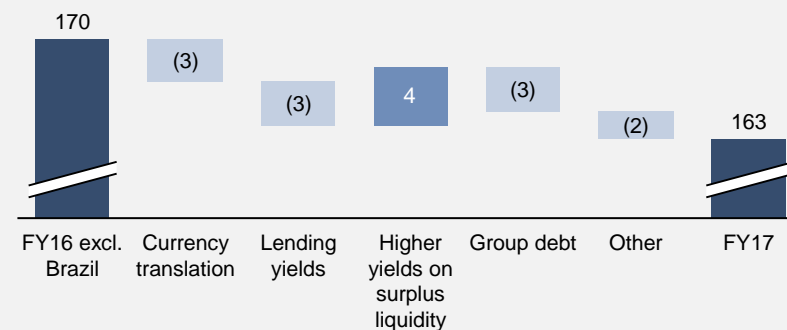 170
(3)
(3)
4
(3)
(2)
163
FY16 excl.
Brazil
Currency
translation
Lending
yields
Higher
yields on
surplus
liquidity
Group debt
Other
FY17